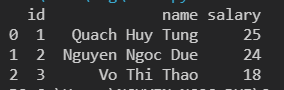 id name salary
0 1 Quach Huy Tung 25
1 2 Nguyen Ngoc Due 24
2 3 Vo Thi Thao 18